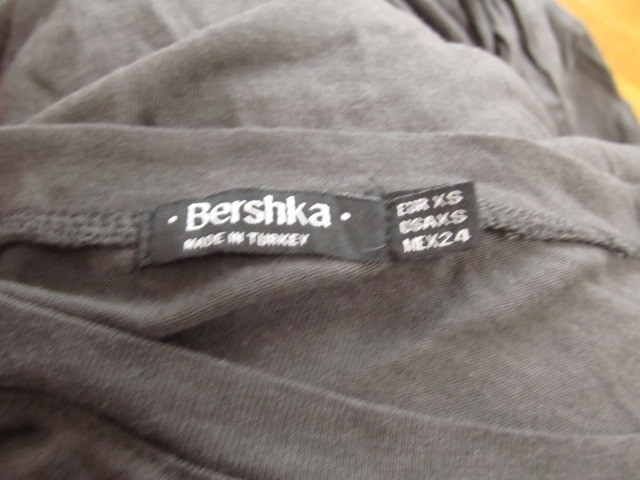 · Bershka ·
MADE IN TURKEY
EUR XS
USA XS
MEX 24